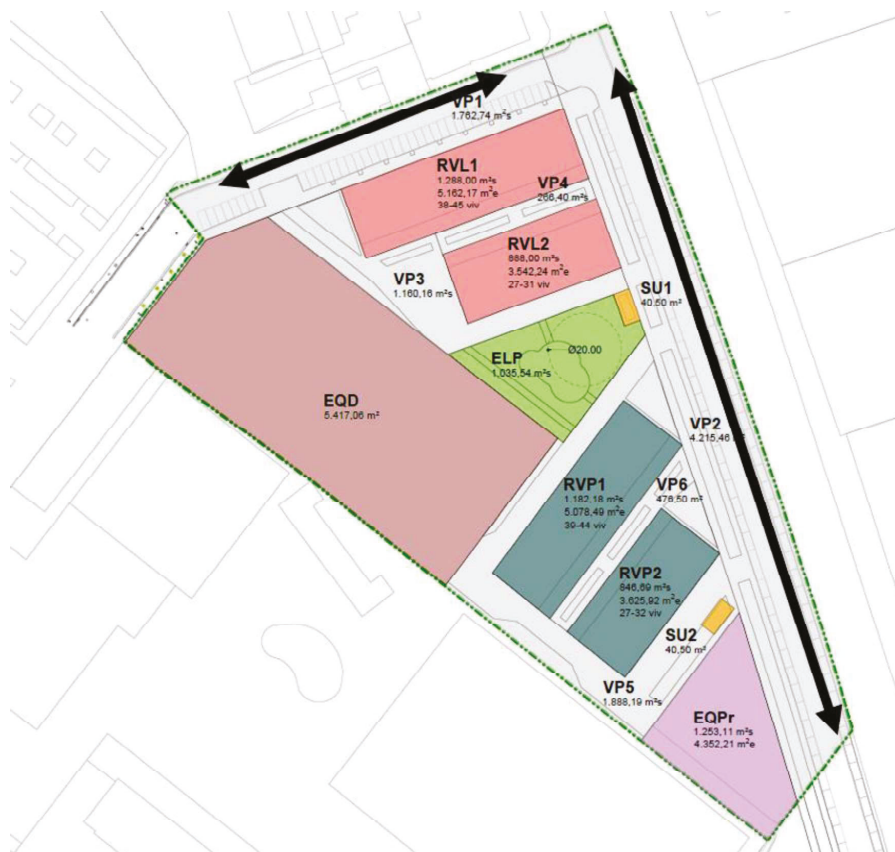 VP1
1.762,74 m²s
RVL1
1.288,00 m²s
5.162,17 m²e
38-45 viv
VP4
266,40 m²s
RVL2
888,00 m²s
3.542,24 m²e
27-31 viv
VP3
1.160,16 m²s
SU1
40,50 m²
ELP
1.035,54 m²s
Ø20.00
EQD
5.417,06 m²
VP2
4.215,46
RVP1
1.182,18 m²s
5.078,49 m²e
39-44 viv
VP6
476,50 m²s
RVP2
846,69 m²s
3.625,92 m²e
27-32 viv
SU2
40,50 m²
VP5
1.888,19 m²s
EQPr
1.253,11 m²s
4.352,21 m²e